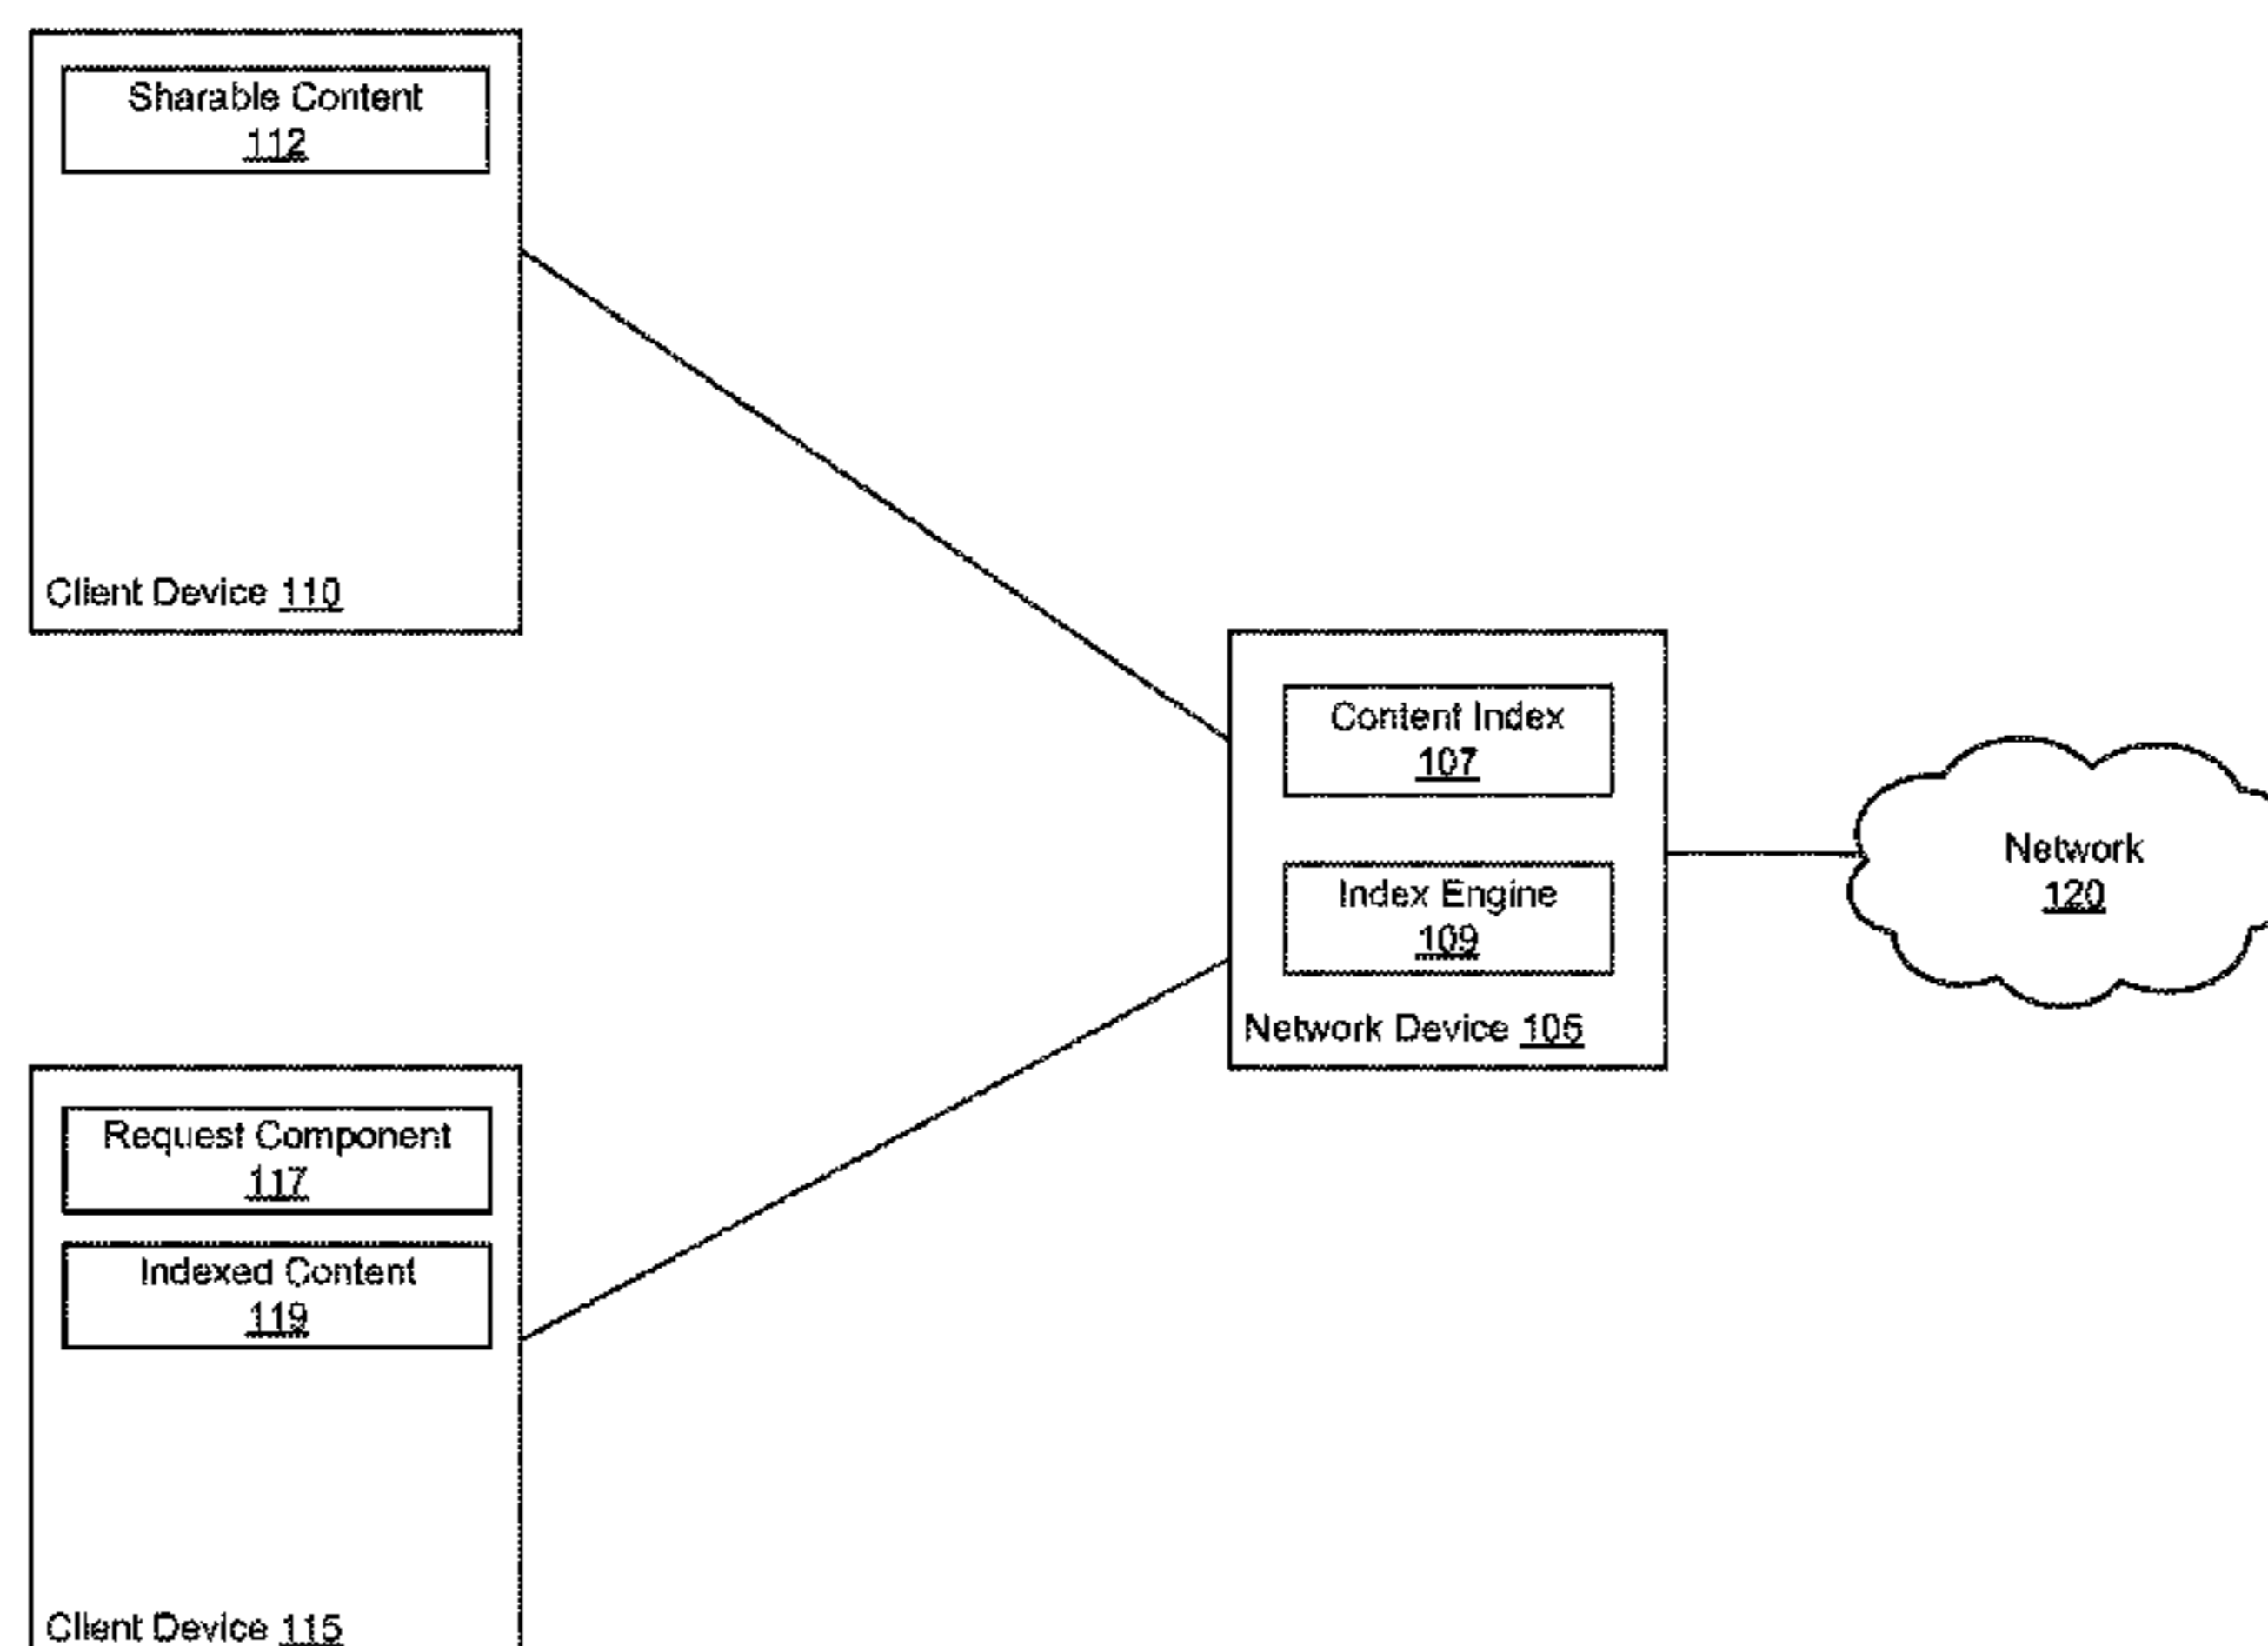 Sharable Content
112
Client Device 110
Content Index
107
Index Engine
109
Network Device 105
Network
120
Request Component
117
Indexed Content
119
Client Device 115